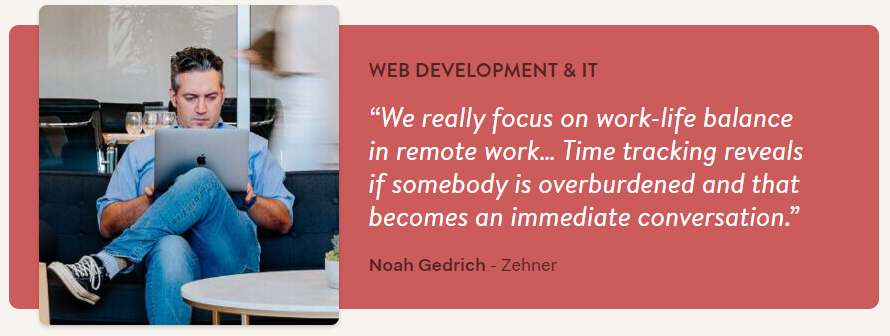 WEB DEVELOPMENT & IT
“We really focus on work-life balance
in remote work... Time tracking reveals
if somebody is overburdened and that
becomes an immediate conversation.”
Noah Gedrich - Zehner